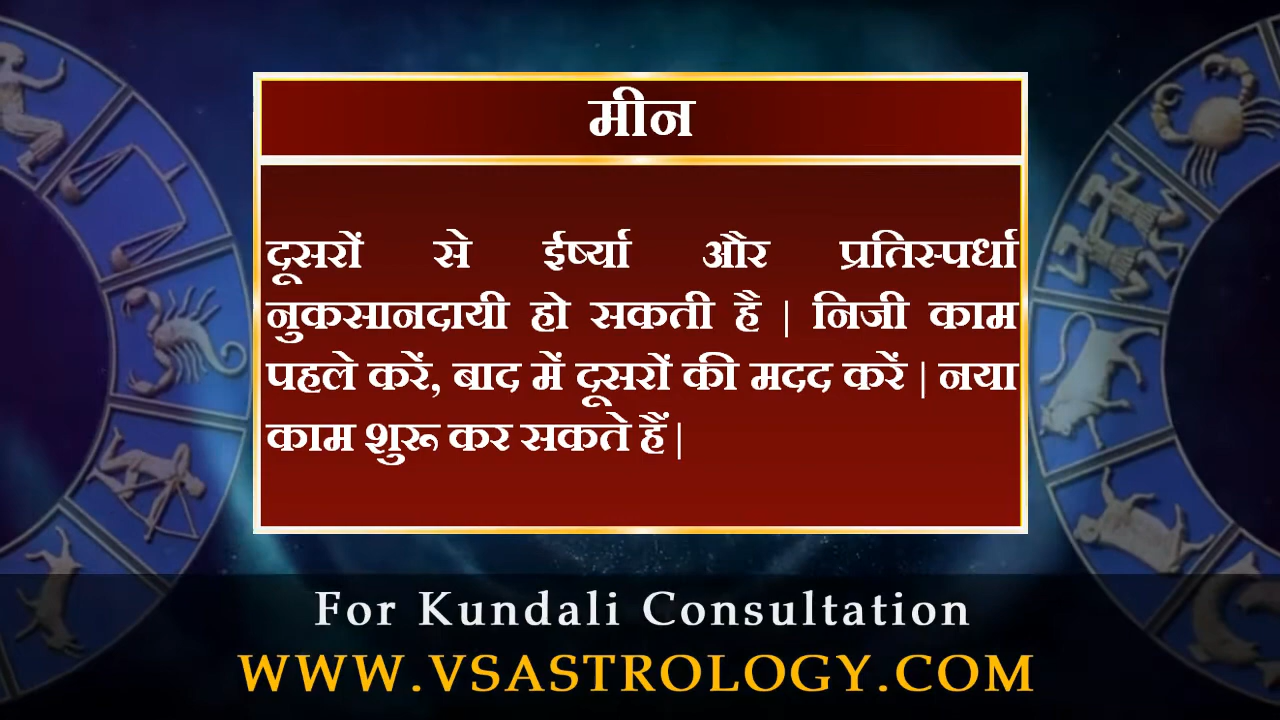 मीन
दूसरों से ईर्ष्या और प्रतिस्पर्धा
नुकसानदायी हो सकती है |  निजी काम
पहले करें, बाद में दूसरों की मदद करें | नया
काम शुरू कर सकते हैं |
For Kundali Consultation
WWW.VSASTROLOGY.COM